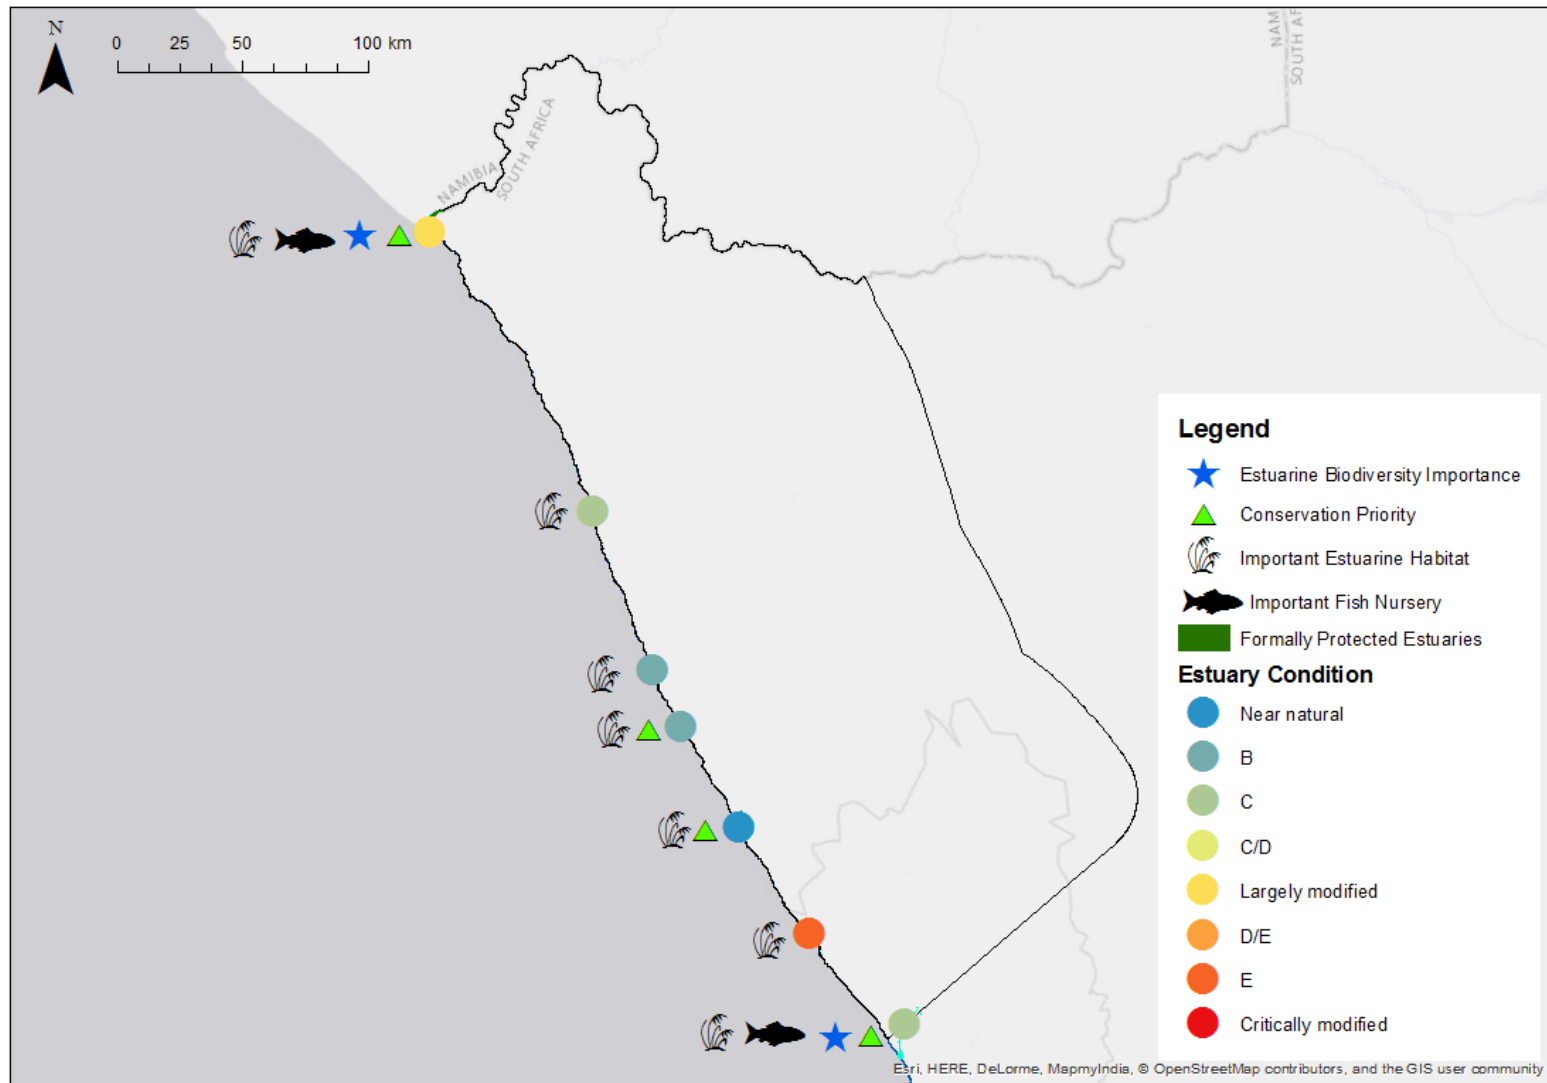 N
0 25 50 100 km
NAMIBIA
SOUTH AFRICA
NAM
SOUTH AF
Legend
Estuarine Biodiversity Importance
Conservation Priority
Important Estuarine Habitat
Important Fish Nursery
Formally Protected Estuaries
Estuary Condition
Near natural
B
C
C/D
Largely modified
D/E
E
Critically modified
Esri, HERE, DeLorme, MapmyIndia, © OpenStreetMap contributors, and the GIS user community